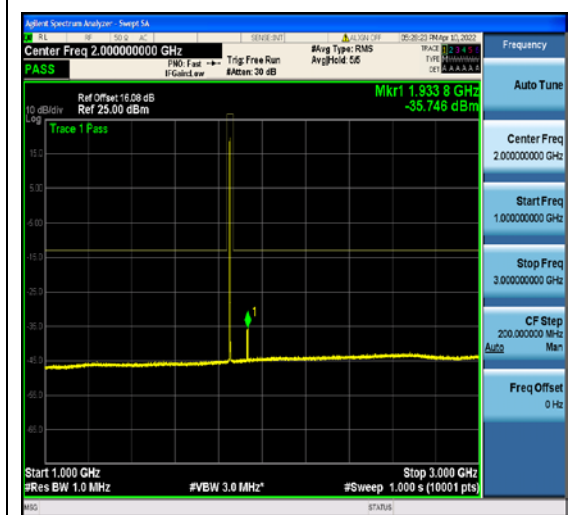 Agilent Spectrum Analyzer - Swept SA
RL RF 50 Ω AC SENSE:INT ALIGN OFF 05:28:23 PM Apr 10, 2022
Center Freq 2.000000000 GHz #Avg Type: RMS TRACE 1 2 3 4 5 6 Frequency
PASS PNO: Fast Trig: Free Run Avg|Hold: 5/5 TYPE
IFGain:Low #Atten: 30 dB DET A A A A A A
Auto Tune
Ref Offset 16.08 dB Mkr1 1.933 8 GHz
10 dB/div Ref 25.00 dBm -35.746 dBm
Log
Trace 1 Pass
15.0
5.00
-5.00
-15.0
-25.0
-35.0
-45.0
-55.0
-65.0
1
Center Freq
2.000000000 GHz
Start Freq
1.000000000 GHz
Stop Freq
3.000000000 GHz
CF Step
200.000000 MHz
Auto Man
Freq Offset
0 Hz
Start 1.000 GHz Stop 3.000 GHz
#Res BW 1.0 MHz #VBW 3.0 MHz* #Sweep 1.000 s (10001 pts)
MSG STATUS